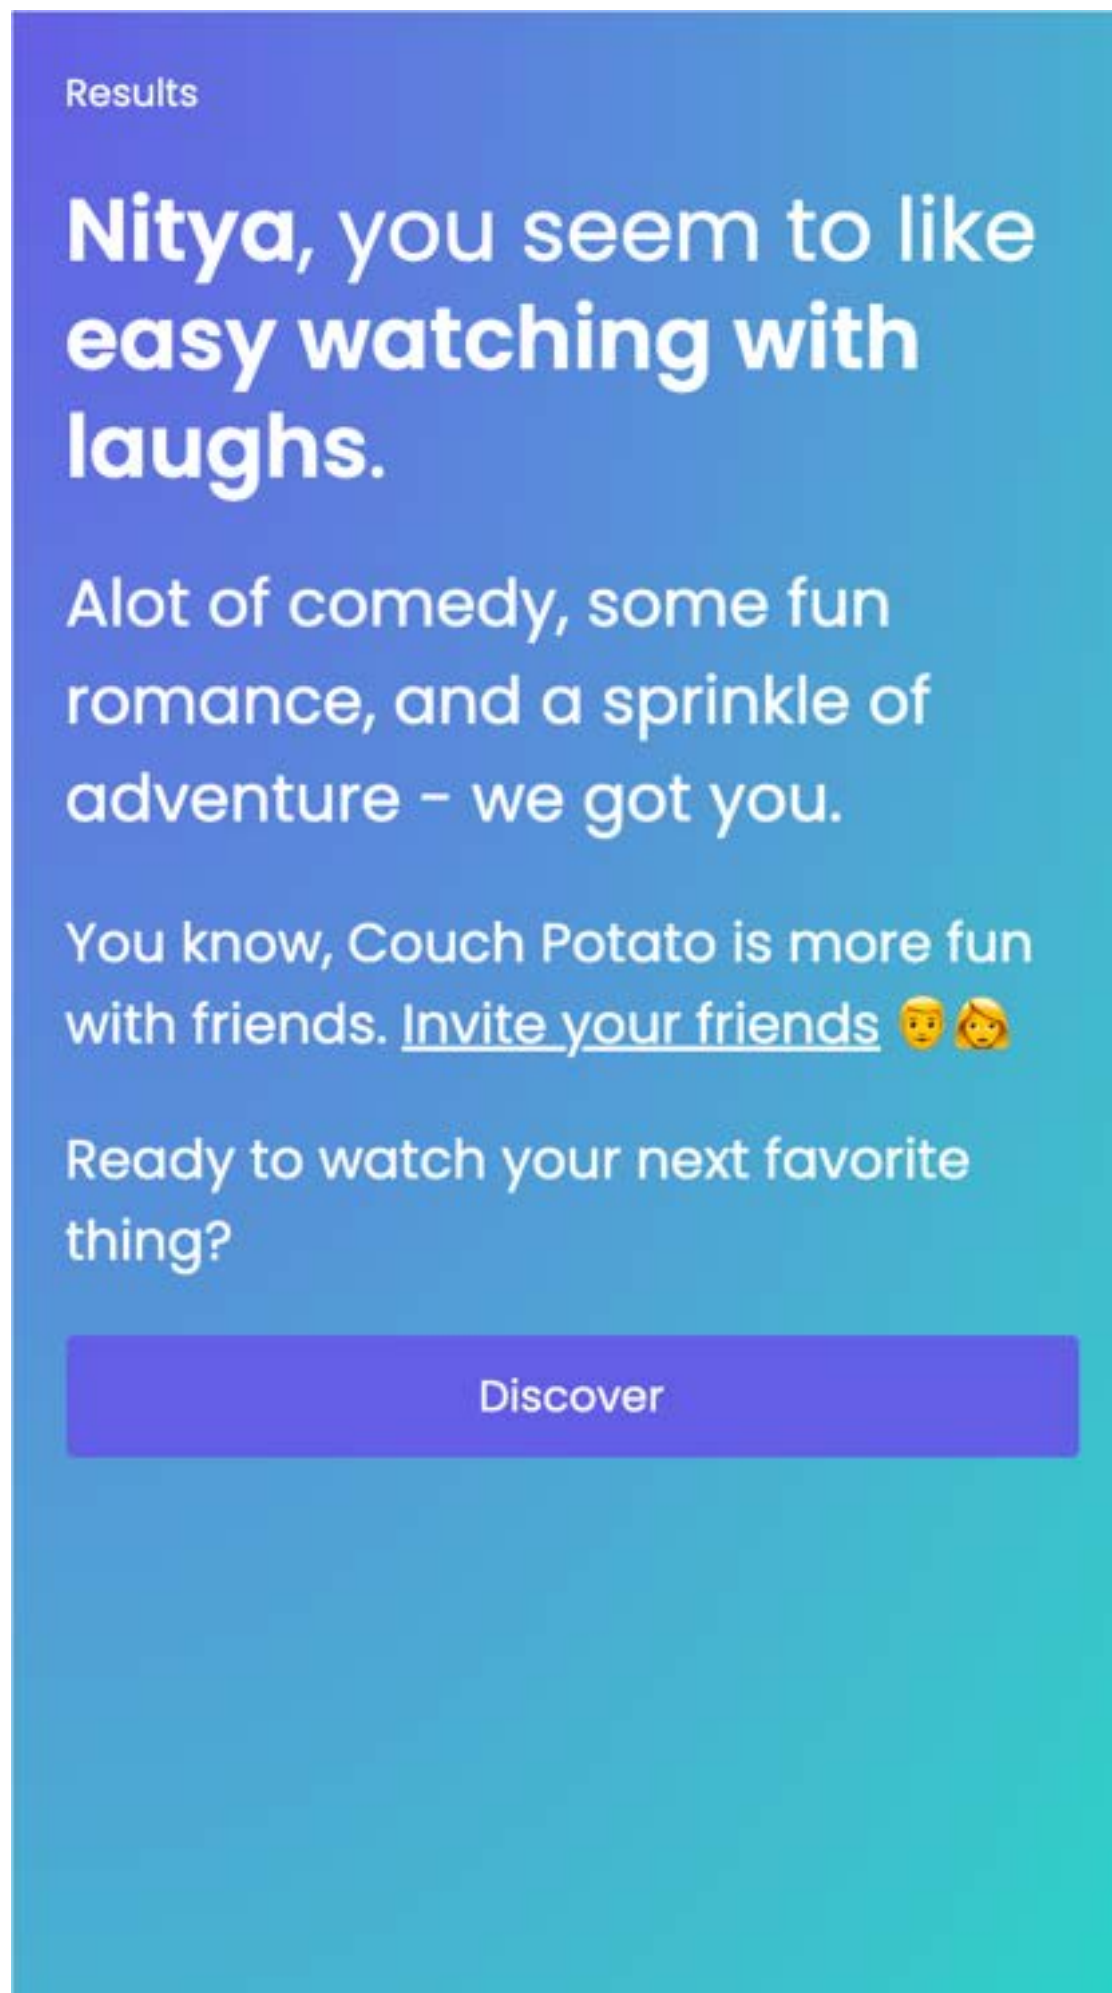 Results
Nitya, you seem to like
easy watching with
laughs.
Alot of comedy, some fun
romance, and a sprinkle of
adventure - we got you.
You know, Couch Potato is more fun
with friends. Invite your friends 👨👩
Ready to watch your next favorite
thing?
Discover